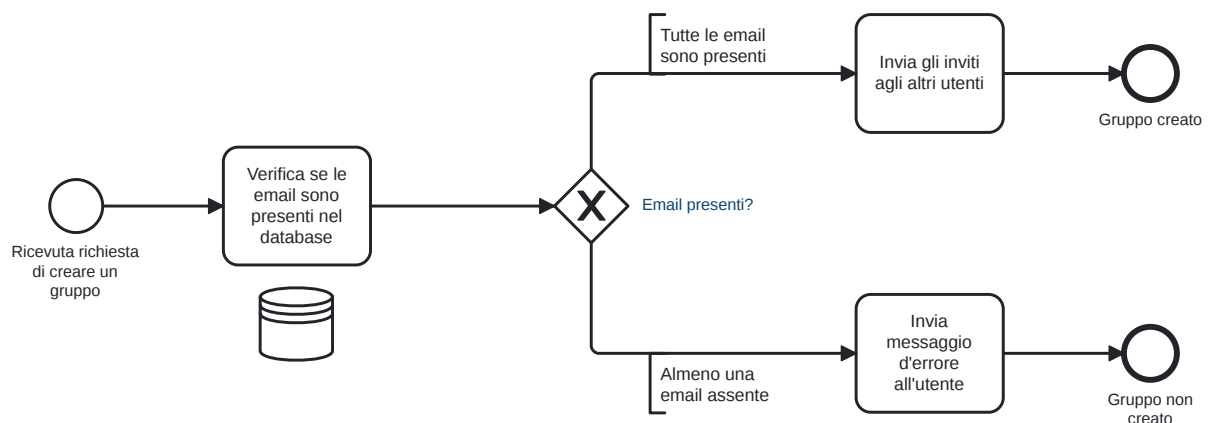 Tutte le email
sono presenti
Invia gli inviti
agli altri utenti
Gruppo creato
Verifica se le
email sono
presenti nel
database
X
Email presenti?
Ricevuta richiesta
di creare un
gruppo
Invia
messaggio
d'errore
all'utente
Almeno una
email assente
Gruppo non
creato